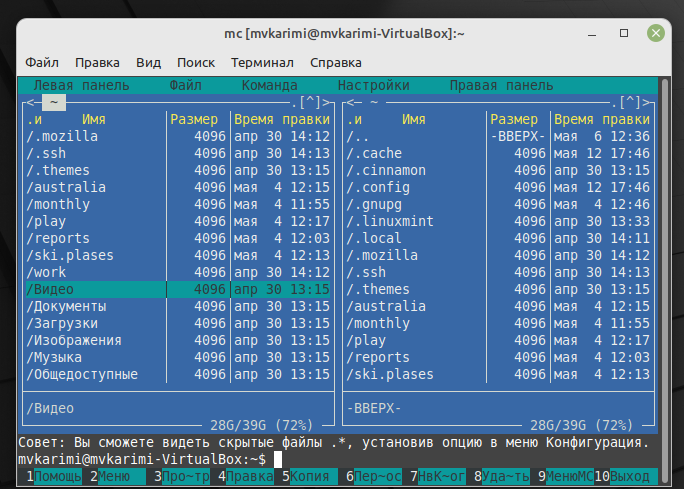 mc [mvkarimi@mvkarimi-VirtualBox]:~
Файл Правка Вид Поиск Терминал Справка
Левая панель Файл Команда Настройки Правая панель
<─ ~ .[^]> <─ ~ .[^]>
.и Имя Размер Время правки .и Имя Размер Время правки
/.mozilla 4096 апр 30 14:12 /.. -ВВЕРХ- мая 6 12:36
/.ssh 4096 апр 30 14:13 /.cache 4096 мая 12 17:46
/.themes 4096 апр 30 13:15 /.cinnamon 4096 апр 30 13:15
/australia 4096 мая 4 12:15 /.config 4096 мая 12 17:46
/monthly 4096 мая 4 11:55 /.gnupg 4096 мая 4 12:46
/play 4096 мая 4 12:17 /.linuxmint 4096 апр 30 13:33
/reports 4096 мая 4 12:03 /.local 4096 апр 30 14:11
/ski.plases 4096 мая 4 12:13 /.mozilla 4096 апр 30 14:12
/work 4096 апр 30 14:12 /.ssh 4096 апр 30 14:13
/Видео 4096 апр 30 13:15 /.themes 4096 апр 30 13:15
/Документы 4096 апр 30 13:15 /australia 4096 мая 4 12:15
/Загрузки 4096 апр 30 13:15 /monthly 4096 мая 4 11:55
/Изображения 4096 апр 30 13:15 /play 4096 мая 4 12:17
/Музыка 4096 апр 30 13:15 /reports 4096 мая 4 12:03
/Общедоступные 4096 апр 30 13:15 /ski.plases 4096 мая 4 12:13
/Видео -ВВЕРХ-
28G/39G (72%) 28G/39G (72%)
Совет: Вы сможете видеть скрытые файлы .*, установив опцию в меню Конфигурация.
mvkarimi@mvkarimi-VirtualBox:~$
1Помощь 2Меню 3Про~тр 4Правка 5Копия 6Пер~ос 7НвК~ог 8Уда~ть 9МенюМС 10Выход